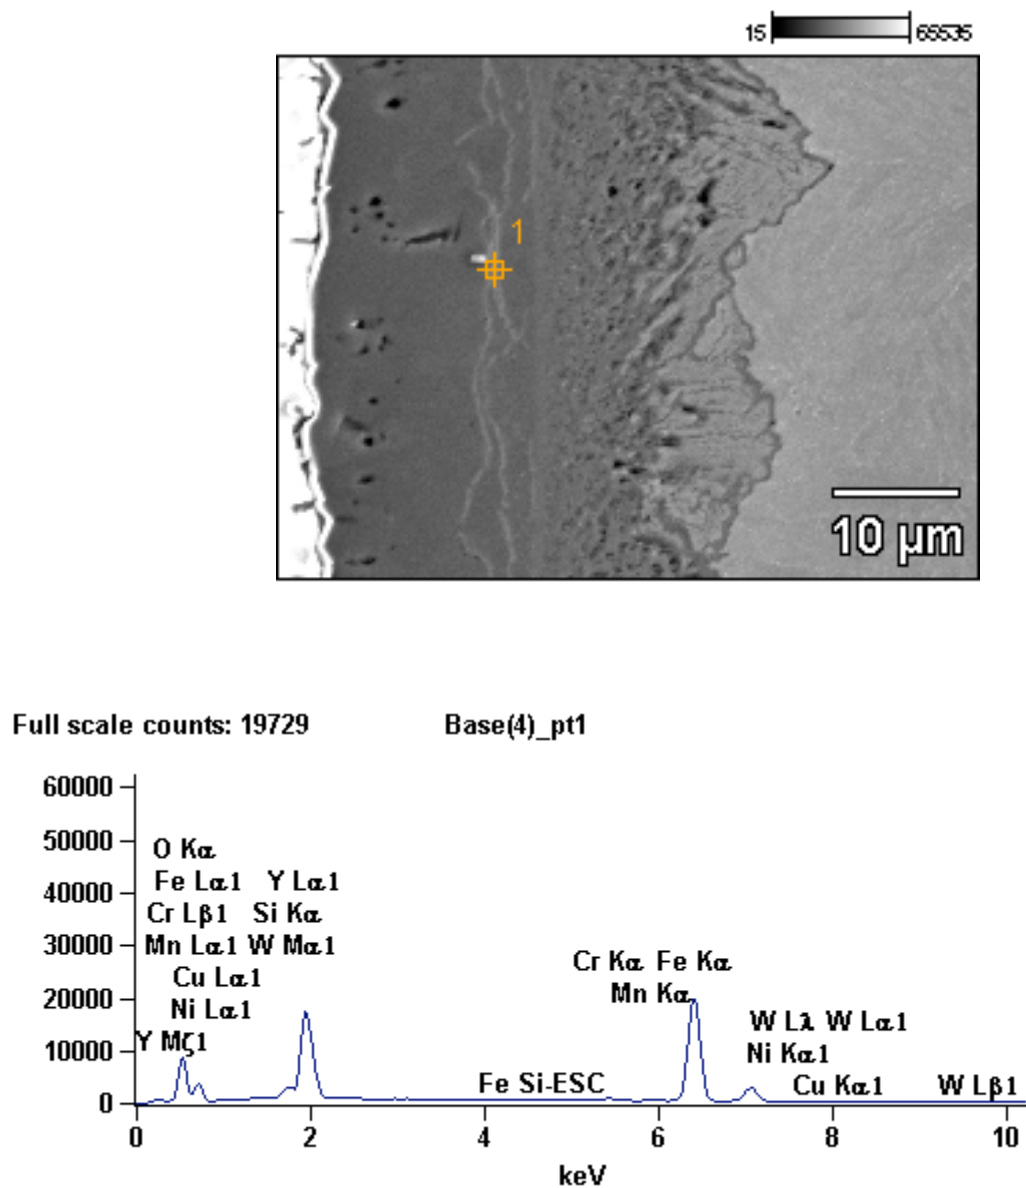 15 65535
1
10 µm
Full scale counts: 19729 Base(4)_pt1
60000
50000
40000
30000
20000
10000
0
O Kα
Fe Lα1 Y Lα1
Cr Lβ1 Si Kα
Mn Lα1 W Mα1
Cu Lα1
Ni Lα1
Y Mζ1
Fe Si-ESC
Cr Kα Fe Kα
Mn Kα
W Lλ W Lα1
Ni Kα1
Cu Kα1 W Lβ1
0 2 4 6 8 10
keV